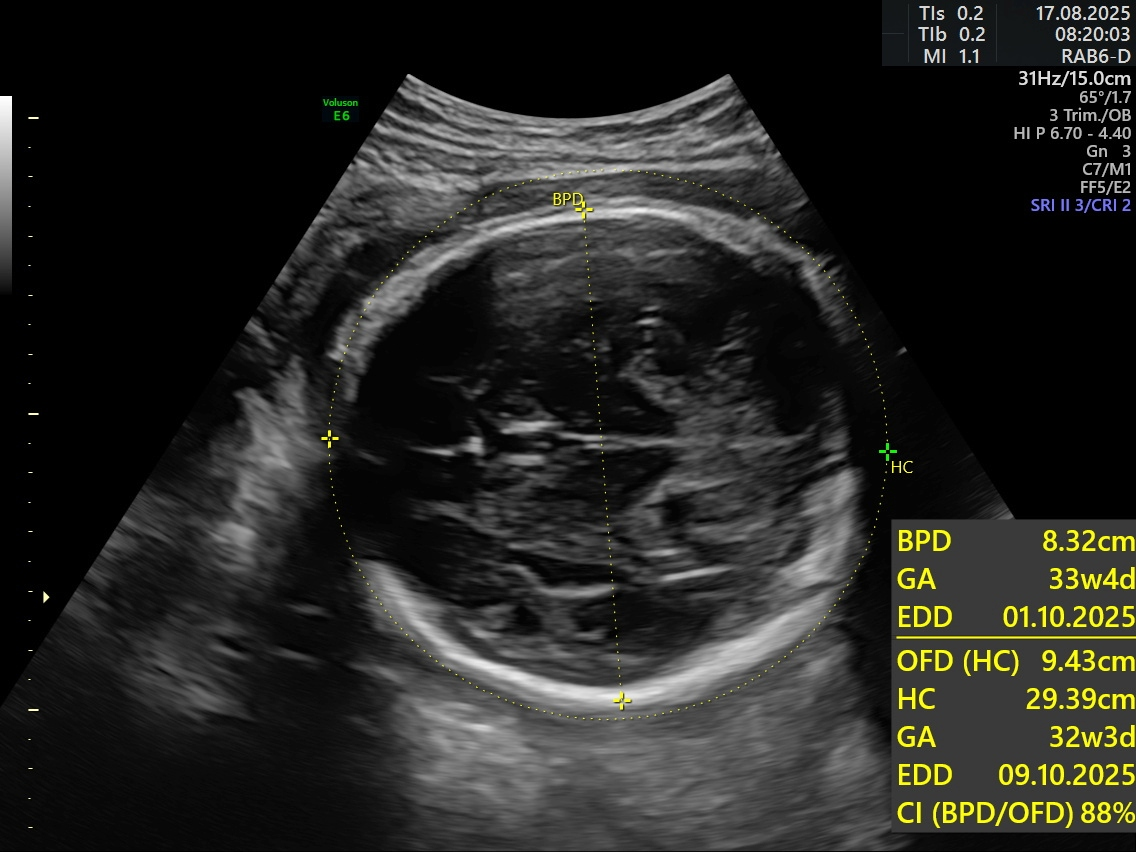 TIs 0.2 17.08.2025
TIb 0.2 08:20:03
MI 1.1 RAB6-D
31Hz/15.0cm
65°/1.7
3 Trim./OB
HI P 6.70 - 4.40
Gn 3
C7/M1
FF5/E2
SRI II 3/CRI 2
Voluson
E6
BPD
HC
BPD 8.32cm
GA 33w4d
EDD 01.10.2025
OFD (HC) 9.43cm
HC 29.39cm
GA 32w3d
EDD 09.10.2025
CI (BPD/OFD) 88%